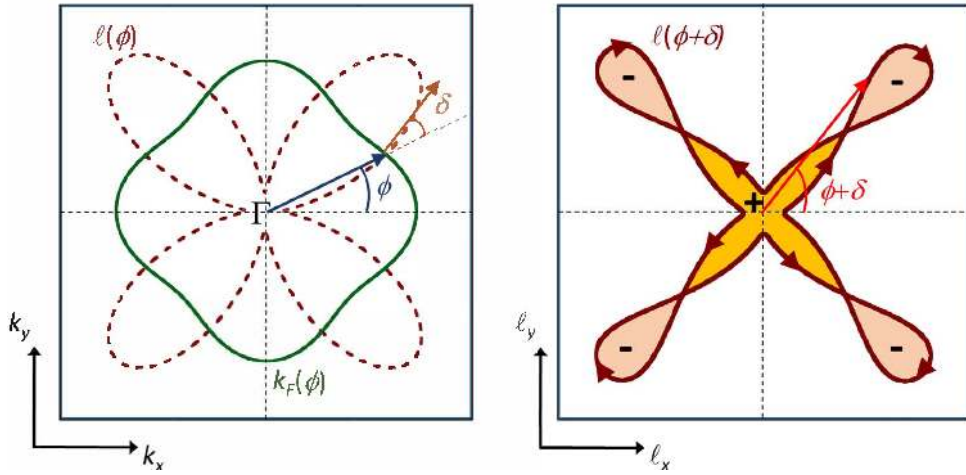 ℓ(ϕ)
δ
ϕ
Γ
k_y
k_F(ϕ)
k_x
ℓ(ϕ+δ)
-
-
+
ϕ+δ
-
-
ℓ_y
ℓ_x